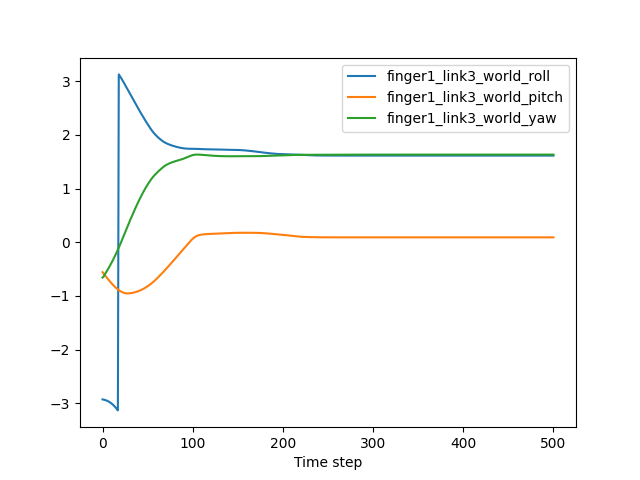 finger1_link3_world_roll
finger1_link3_world_pitch
finger1_link3_world_yaw
3
2
1
0
−1
−2
−3
0 100 200 300 400 500
Time step